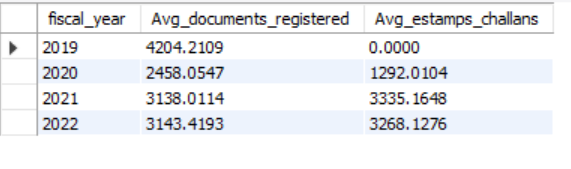 fiscal_year Avg_documents_registered Avg_estamps_challans
2019 4204.2109 0.0000
2020 2458.0547 1292.0104
2021 3138.0114 3335.1648
2022 3143.4193 3268.1276